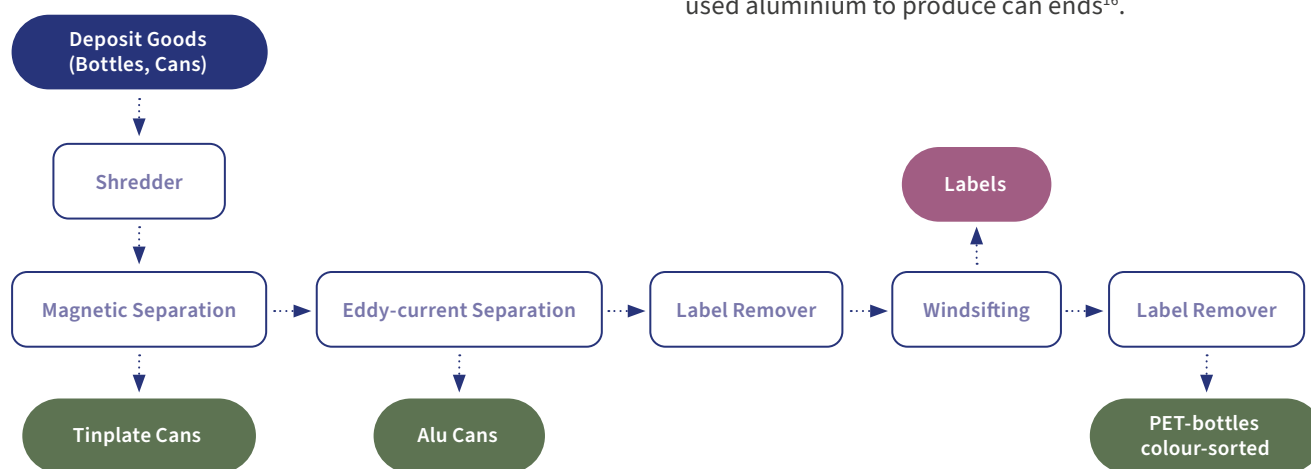 used aluminium to produce can ends¹⁶.
Deposit Goods
(Bottles, Cans)
Shredder
Labels
Magnetic Separation
Eddy-current Separation
Label Remover
Windsifting
Label Remover
Tinplate Cans
Alu Cans
PET-bottles
colour-sorted